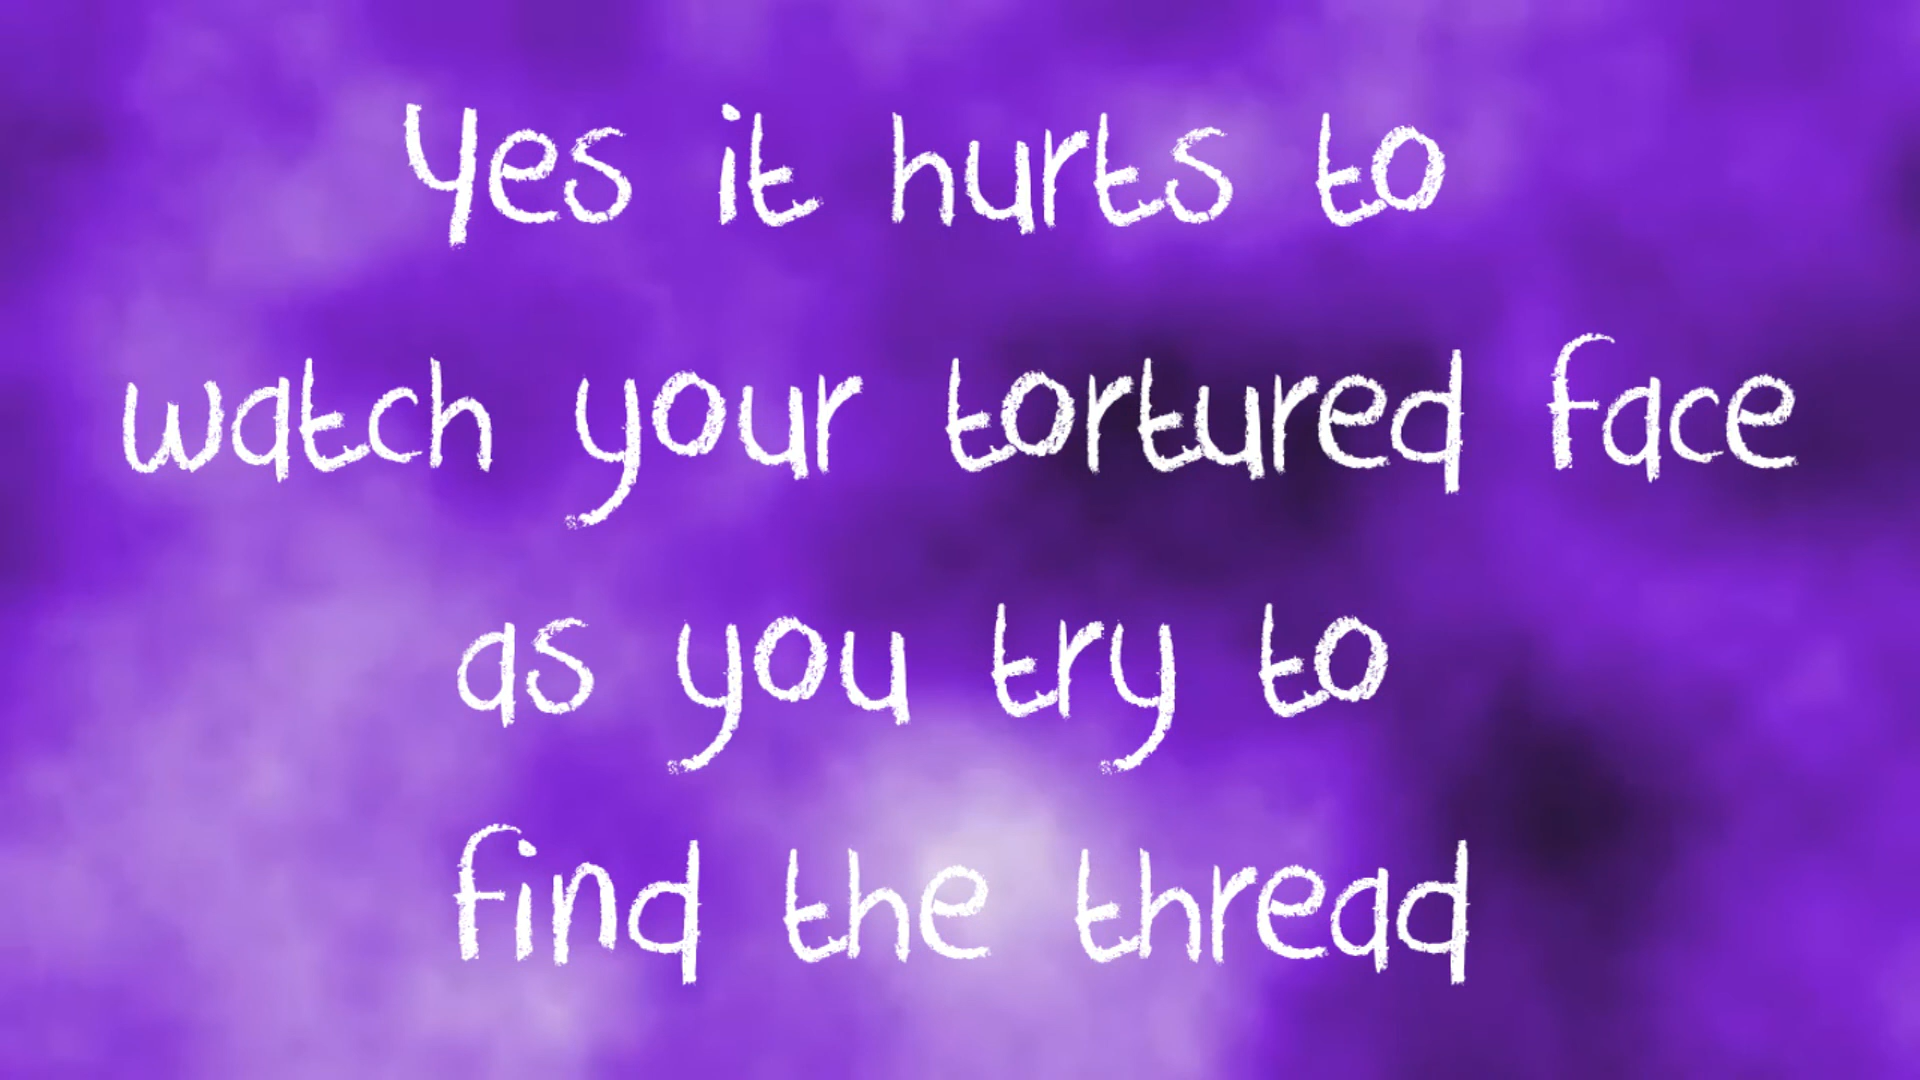 Yes it hurts to
watch your tortured face
as you try to
find the thread